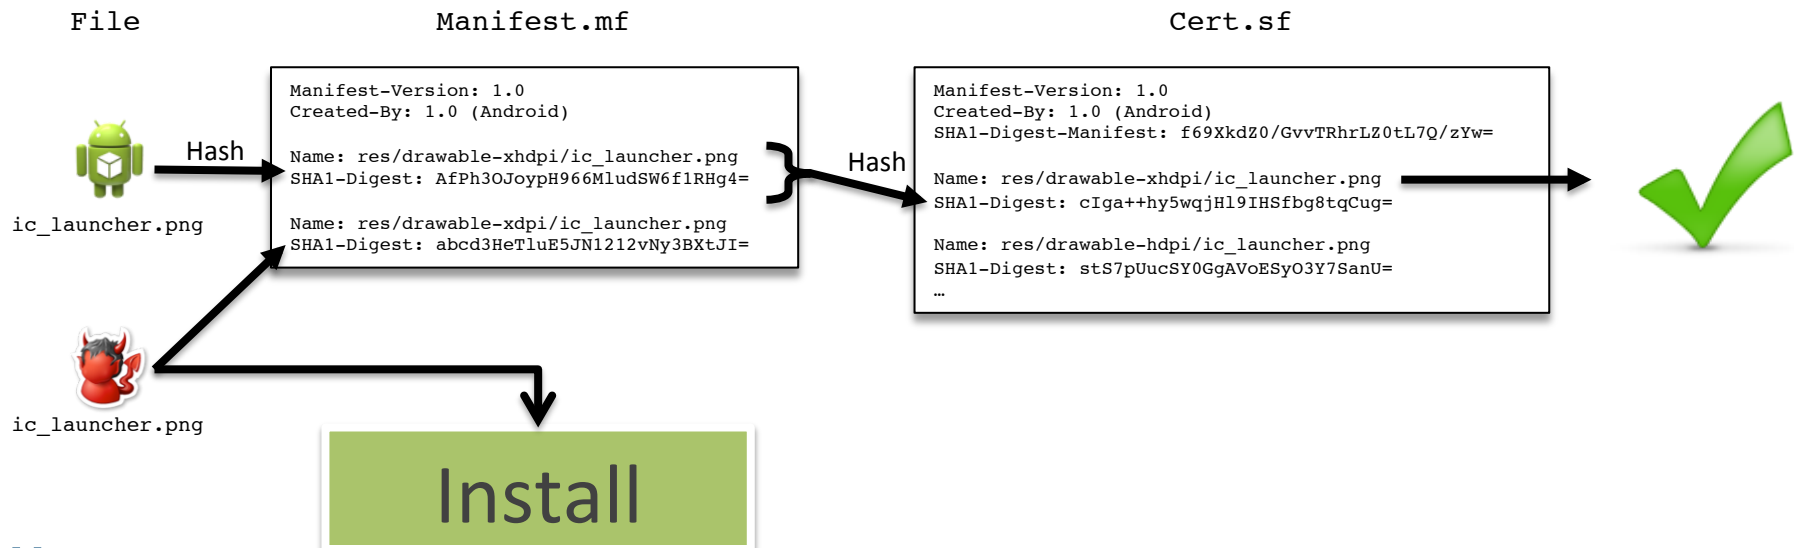 File
Manifest.mf
Cert.sf
Manifest-Version: 1.0
Created-By: 1.0 (Android)
Name: res/drawable-xhdpi/ic_launcher.png
SHA1-Digest: AfPh3OJoypH966MludSW6f1RHg4=
Name: res/drawable-xdpi/ic_launcher.png
SHA1-Digest: abcd3HeTluE5JN1212vNy3BXtJI=
Manifest-Version: 1.0
Created-By: 1.0 (Android)
SHA1-Digest-Manifest: f69XkdZ0/GvvTRhrLZ0tL7Q/zYw=
Name: res/drawable-xhdpi/ic_launcher.png
SHA1-Digest: cIga++hy5wqjHl9IHSfbg8tqCug=
Name: res/drawable-hdpi/ic_launcher.png
SHA1-Digest: stS7pUucSY0GgAVoESyO3Y7SanU=
…
Hash
Hash
ic_launcher.png
ic_launcher.png
Install